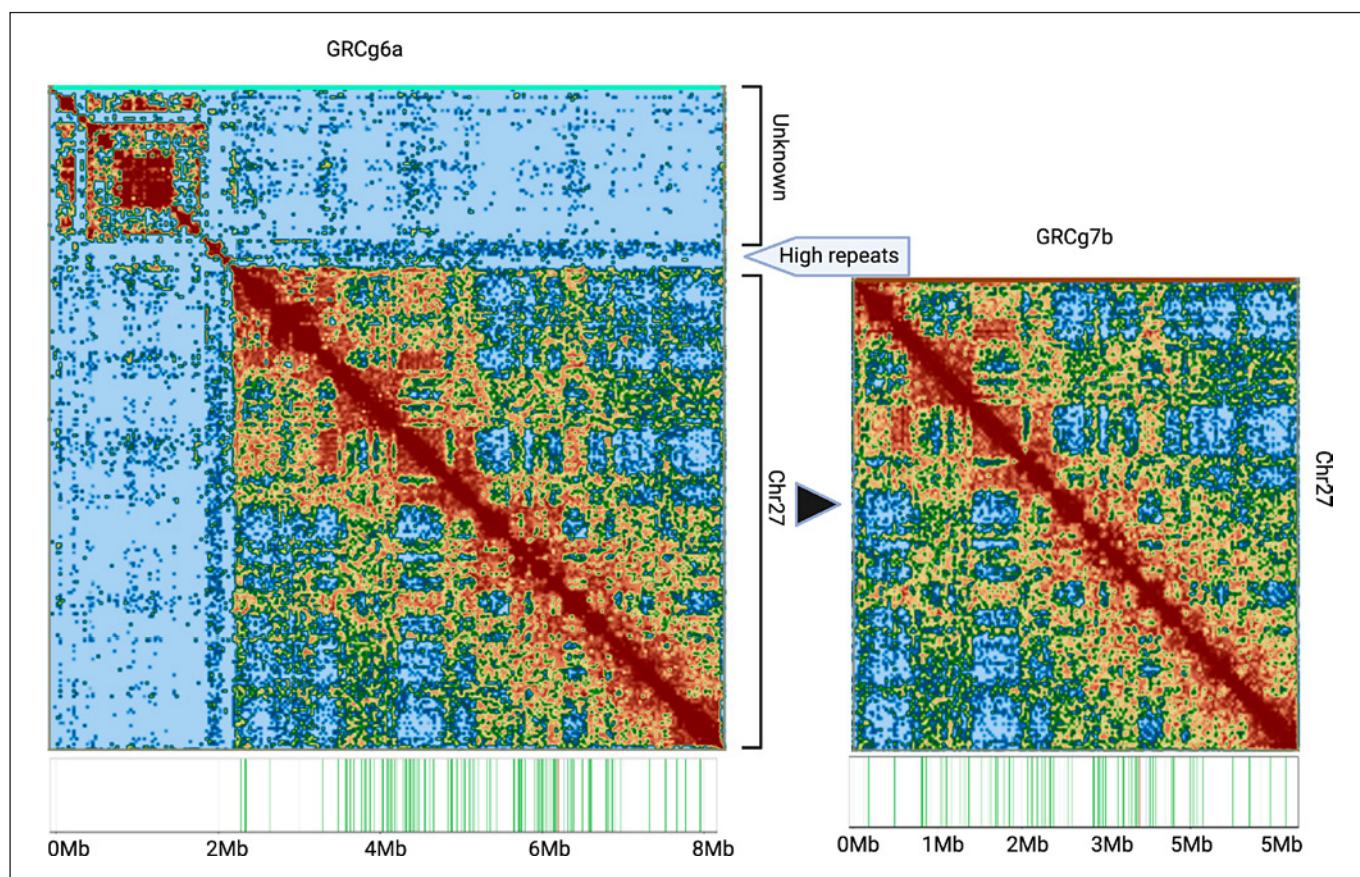 GRCg6a
Unknown
High repeats
GRCg7b
Chr27
Chr27
0Mb 2Mb 4Mb 6Mb 8Mb
0Mb 1Mb 2Mb 3Mb 5Mb 5Mb